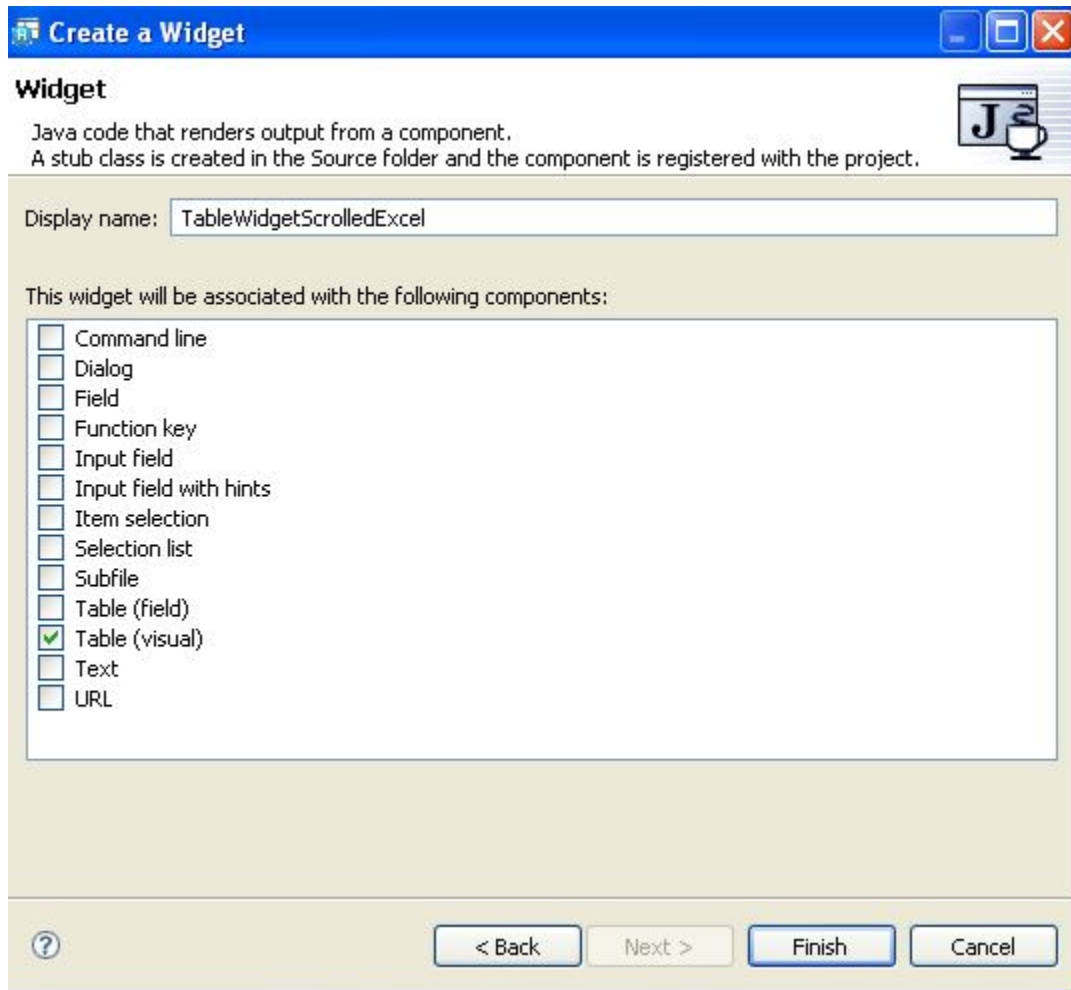 Create a Widget
Widget
Java code that renders output from a component.
A stub class is created in the Source folder and the component is registered with the project.
Display name: TableWidgetScrolledExcel
This widget will be associated with the following components:
Command line
Dialog
Field
Function key
Input field
Input field with hints
Item selection
Selection list
Subfile
Table (field)
Table (visual)
Text
URL
? < Back Next > Finish Cancel